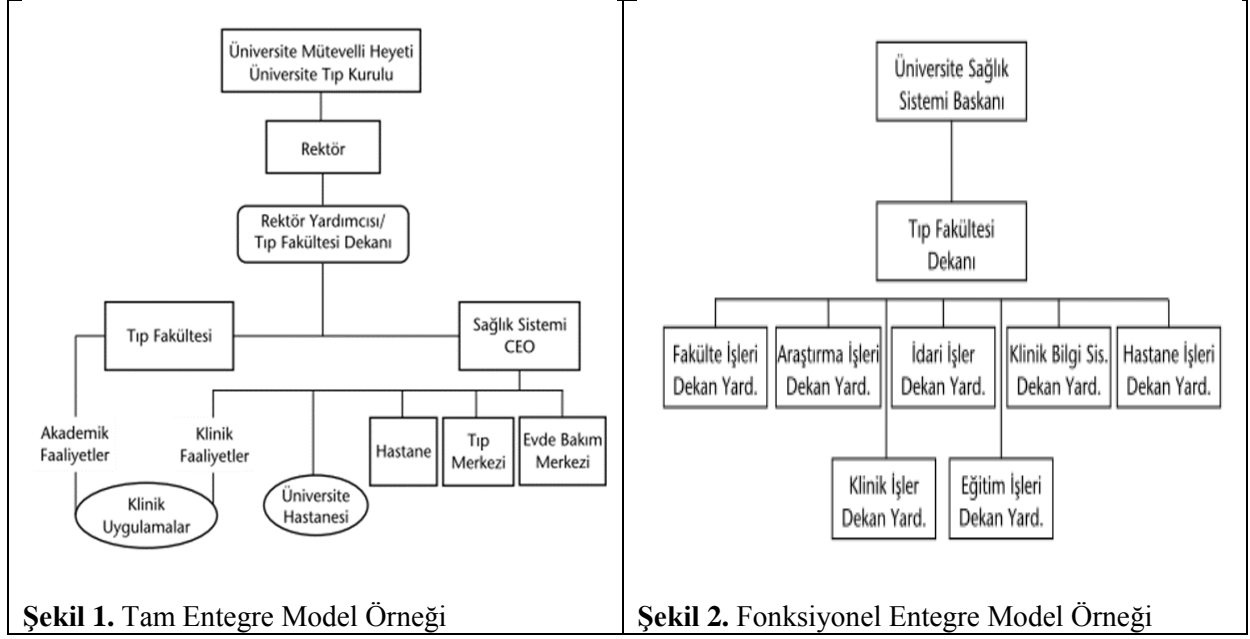 Üniversite Mütevelli Heyeti
Üniversite Tıp Kurulu
Rektör
Rektör Yardımcısı/
Tıp Fakültesi Dekanı
Tıp Fakültesi
Sağlık Sistemi
CEO
Akademik
Faaliyetler
Klinik
Faaliyetler
Hastane
Tıp
Merkezi
Evde Bakım
Merkezi
Klinik
Uygulamalar
Üniversite
Hastanesi
Şekil 1. Tam Entegre Model Örneği
Üniversite Sağlık
Sistemi Baskanı
Tıp Fakültesi
Dekanı
Fakülte İşleri
Dekan Yard.
Araştırma İşleri
Dekan Yard.
İdari İşler
Dekan Yard.
Klinik Bilgi Sis.
Dekan Yard.
Hastane İşleri
Dekan Yard.
Klinik İşler
Dekan Yard.
Eğitim İşleri
Dekan Yard.
Şekil 2. Fonksiyonel Entegre Model Örneği